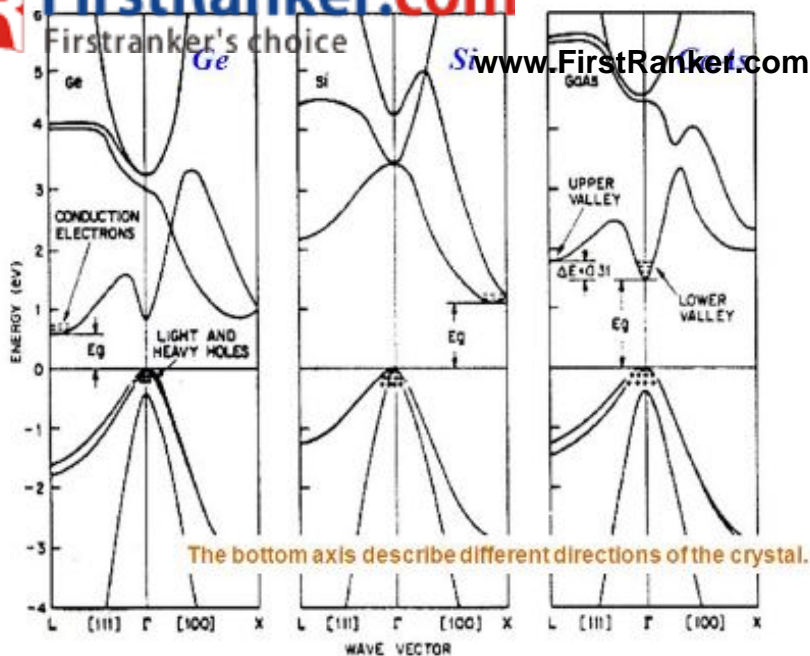 FirstRanker.com
Firstranker's choice
www.FirstRanker.com
Ge
Si
GaAs
Ge
Si
GaAs
6
5
4
3
2
1
0
-1
-2
-3
-4
ENERGY (eV)
CONDUCTION
ELECTRONS
Eg
LIGHT AND
HEAVY HOLES
Eg
UPPER
VALLEY
ΔE=0.31
LOWER
VALLEY
Eg
The bottom axis describe different directions of the crystal.
L [111] Γ [100] X
L [111] Γ [100] X
L [111] Γ [100] X
WAVE VECTOR